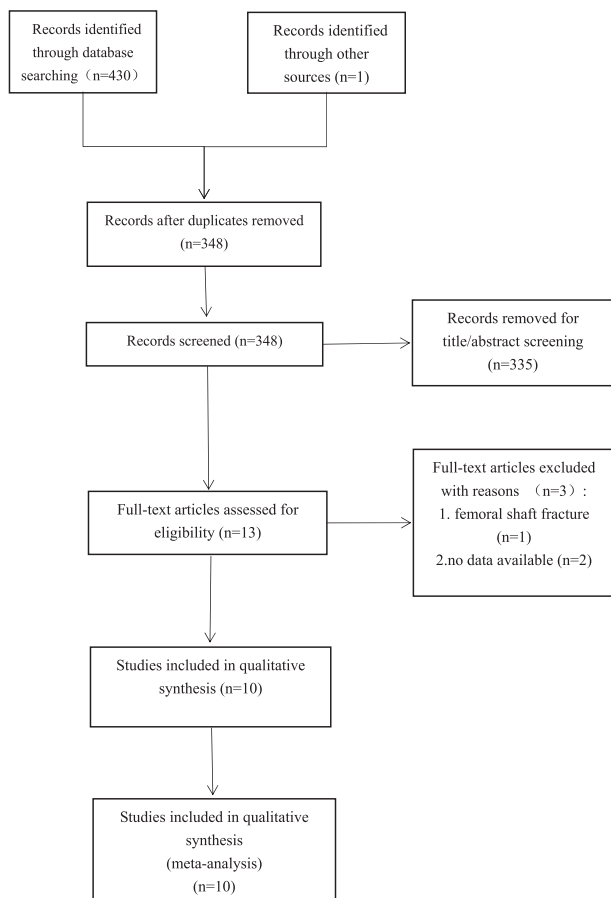 Records identified
through database
searching（n=430）
Records identified
through other
sources (n=1)
Records after duplicates removed
(n=348)
Records screened (n=348)
Records removed for
title/abstract screening
(n=335)
Full-text articles assessed for
eligibility (n=13)
Full-text articles excluded
with reasons （n=3）:
1. femoral shaft fracture
(n=1)
2.no data available (n=2)
Studies included in qualitative
synthesis (n=10)
Studies included in qualitative
synthesis
(meta-analysis)
(n=10)